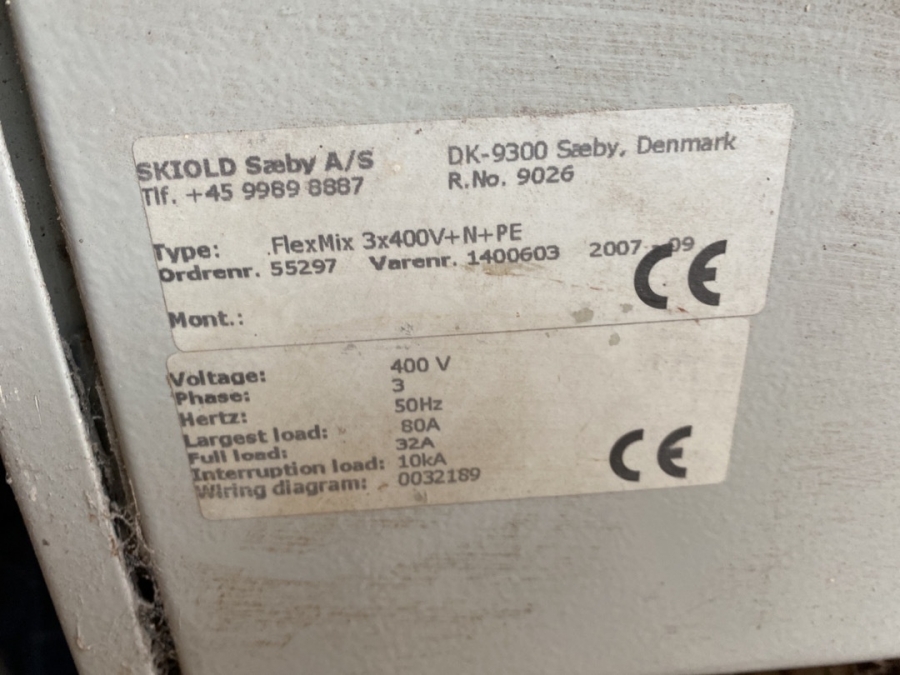 SKIOLD Sæby A/S DK-9300 Sæby, Denmark
Tlf. +45 9989 8887 R.No. 9026
Type: FlexMix 3x400V+N+PE
Ordrenr. 55297 Varenr. 1400603 2007-09
CE
Mont.:
Voltage: 400 V
Phase: 3
Hertz: 50Hz
Largest load: 80A
Full load: 32A
Interruption load: 10kA
Wiring diagram: 0032189
CE